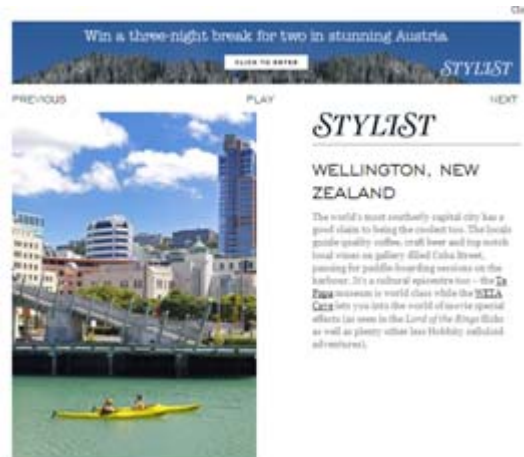 Clo
Win a three-night break for two in stunning Austria
CLICK TO ENTER
STYLIST
PREVIOUS
PLAY
NEXT
STYLIST
WELLINGTON, NEW
ZEALAND
The world's most southerly capital city has a
good claim to being the coolest too. The locals
guide quality coffee, craft beer and top notch
local wines on gallery filled Cuba Street,
pausing for paddle boarding sessions on the
harbour. It's a cultural epicentre too – the Te
Papa museum is world class while the WETA
Cave lets you into the world of movie special
effects (as seen in the Lord of the Rings flicks
as well as plenty other less Hobbity celluloid
adventures).